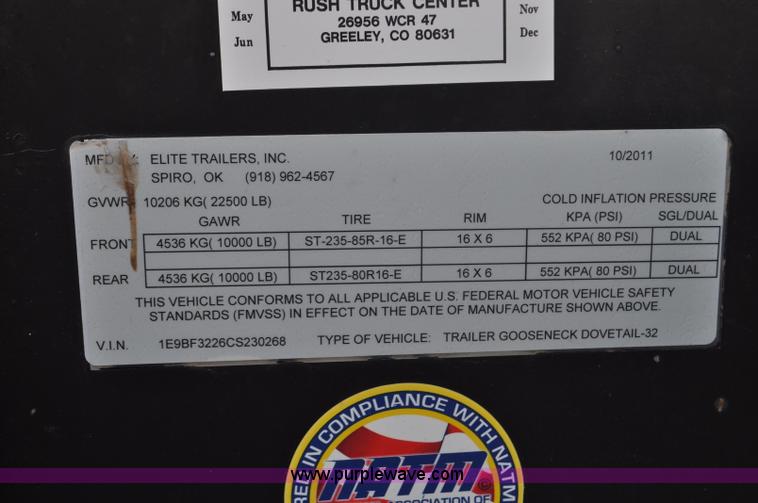 RUSH TRUCK CENTER
May 26956 WCR 47 Nov
Jun GREELEY, CO 80631 Dec
MFD BY: ELITE TRAILERS, INC. 10/2011
SPIRO, OK (918) 962-4567
GVWR 10206 KG( 22500 LB) COLD INFLATION PRESSURE
GAWR TIRE RIM KPA (PSI) SGL/DUAL
FRONT 4536 KG( 10000 LB) ST-235-85R-16-E 16 X 6 552 KPA( 80 PSI) DUAL
REAR 4536 KG( 10000 LB) ST235-80R16-E 16 X 6 552 KPA( 80 PSI) DUAL
THIS VEHICLE CONFORMS TO ALL APPLICABLE U.S. FEDERAL MOTOR VEHICLE SAFETY
STANDARDS (FMVSS) IN EFFECT ON THE DATE OF MANUFACTURE SHOWN ABOVE.
V.I.N. 1E9BF3226CS230268 TYPE OF VEHICLE: TRAILER GOOSENECK DOVETAIL-32
IN COMPLIANCE WITH NATM
NATM
www.purplewave.com
ASSOCIATION OF